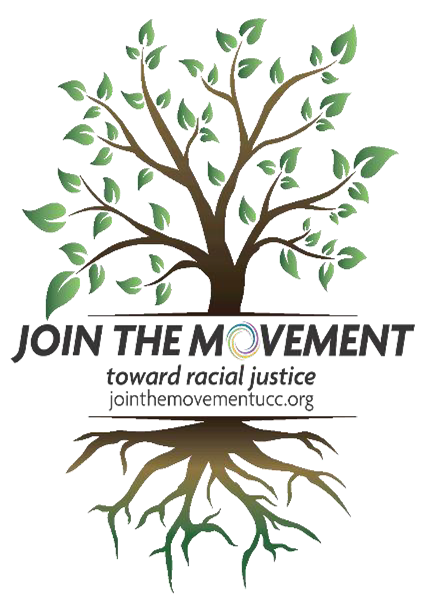 JOIN THE MOVEMENT
toward racial justice
jointhemovementucc.org